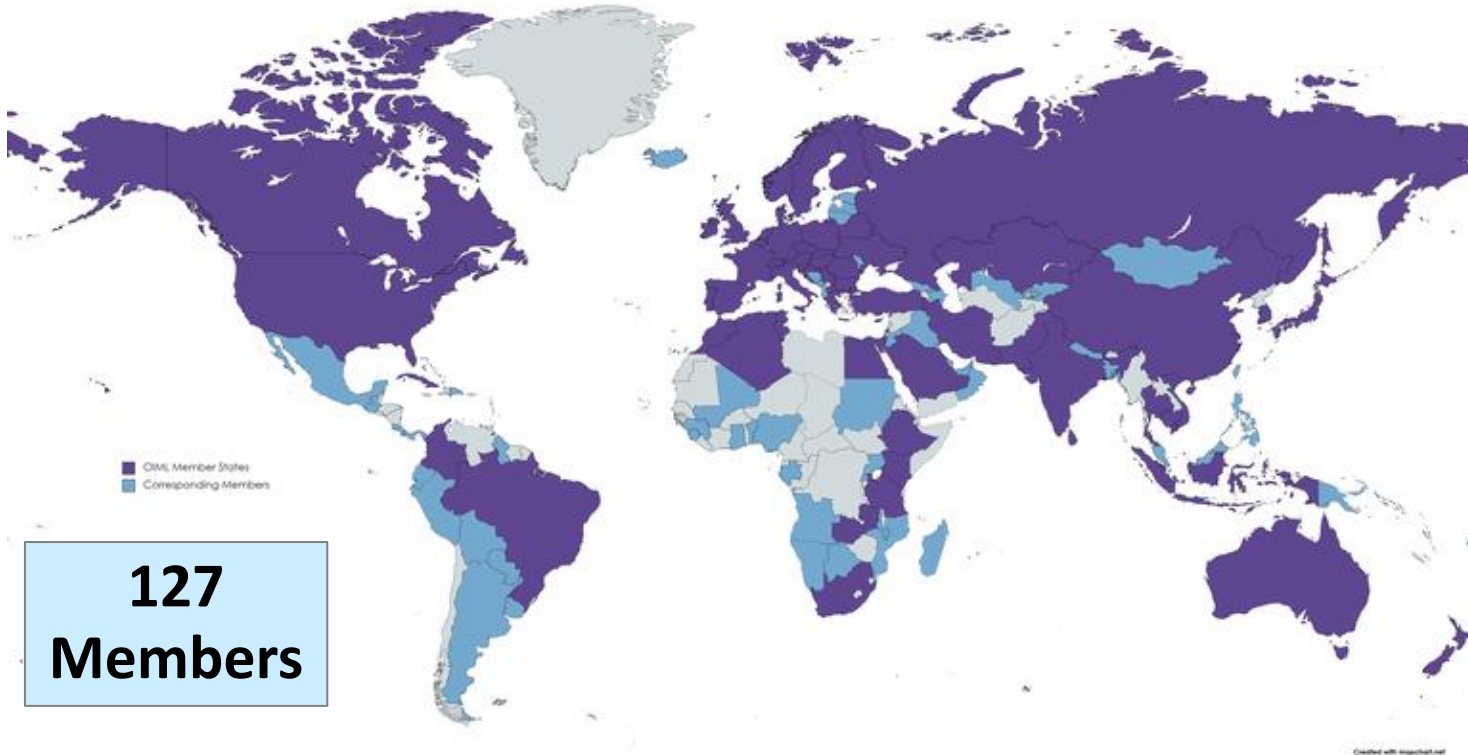 OIML Member States
Corresponding Members
127
Members
Created with mapchart.net